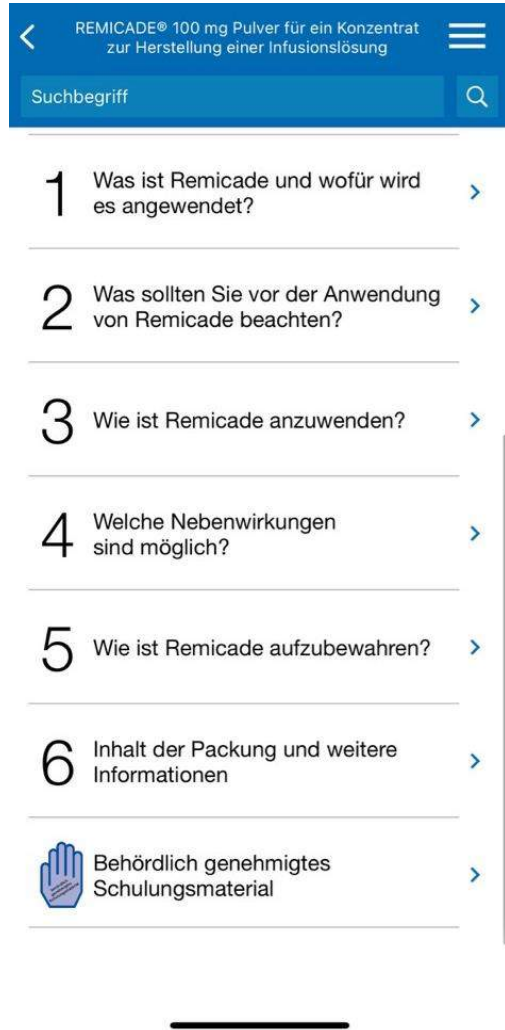 REMICADE® 100 mg Pulver für ein Konzentrat
zur Herstellung einer Infusionslösung
Suchbegriff
1
Was ist Remicade und wofür wird
es angewendet?
2
Was sollten Sie vor der Anwendung
von Remicade beachten?
3
Wie ist Remicade anzuwenden?
4
Welche Nebenwirkungen
sind möglich?
5
Wie ist Remicade aufzubewahren?
6
Inhalt der Packung und weitere
Informationen
Behördlich genehmigtes
Schulungsmaterial